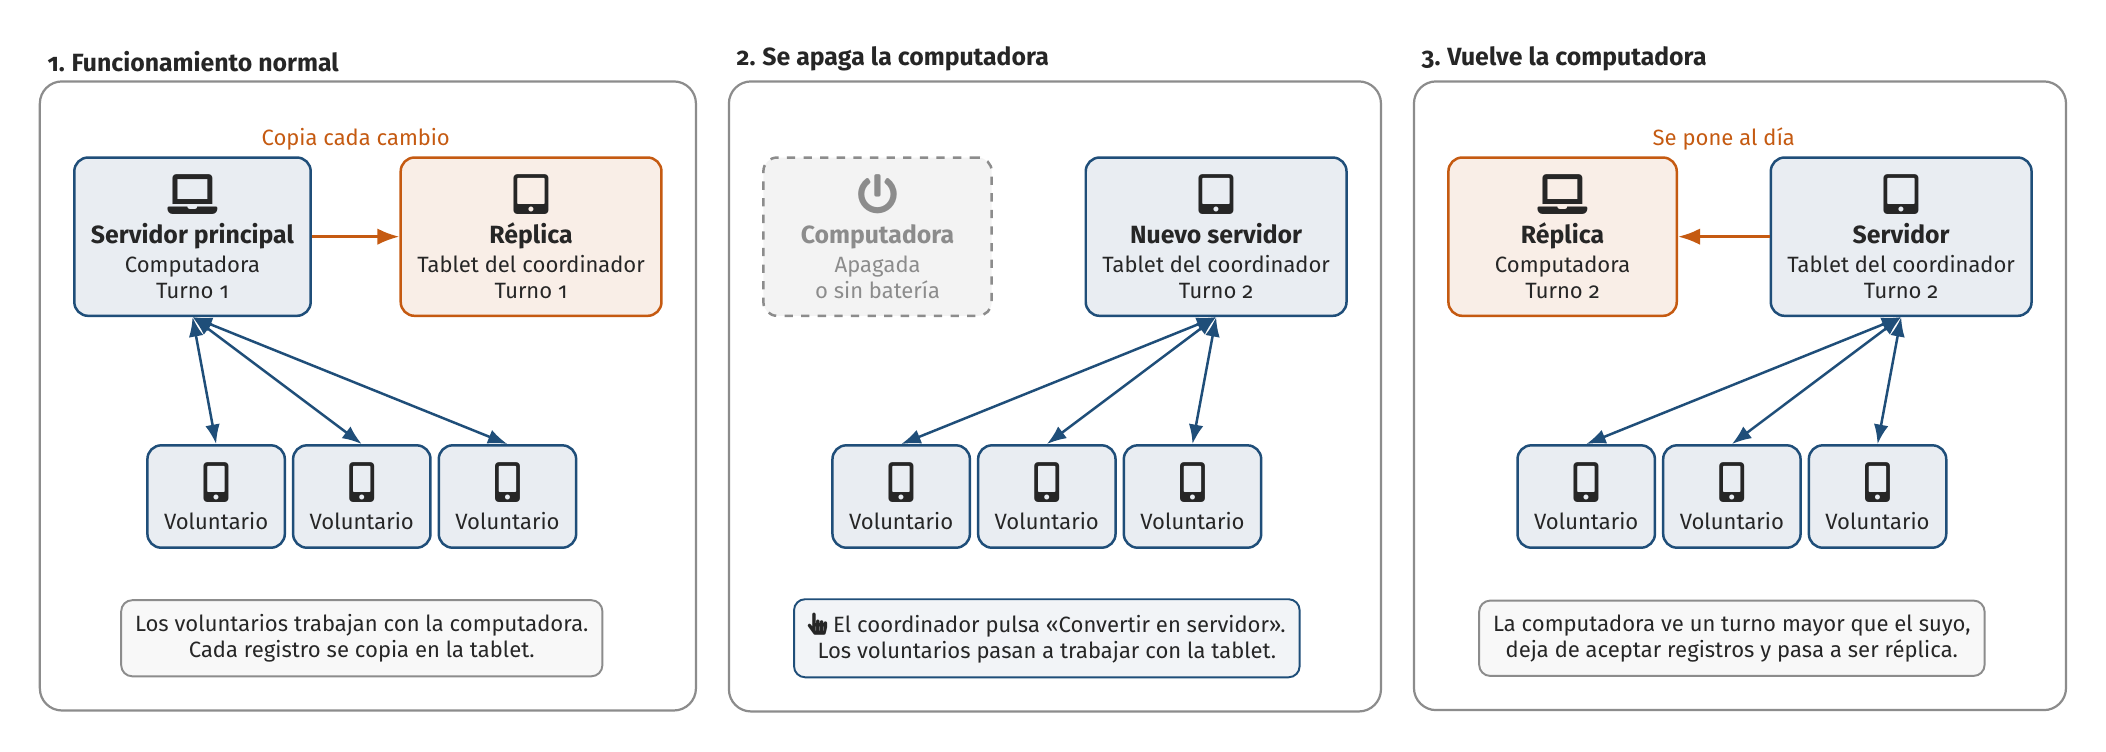 1. Funcionamiento normal
Copia cada cambio
Servidor principal
Computadora
Turno 1
Réplica
Tablet del coordinador
Turno 1
Voluntario
Voluntario
Voluntario
Los voluntarios trabajan con la computadora.
Cada registro se copia en la tablet.
2. Se apaga la computadora
Computadora
Apagada
o sin batería
Nuevo servidor
Tablet del coordinador
Turno 2
Voluntario
Voluntario
Voluntario
El coordinador pulsa «Convertir en servidor».
Los voluntarios pasan a trabajar con la tablet.
3. Vuelve la computadora
Se pone al día
Réplica
Computadora
Turno 2
Servidor
Tablet del coordinador
Turno 2
Voluntario
Voluntario
Voluntario
La computadora ve un turno mayor que el suyo,
deja de aceptar registros y pasa a ser réplica.